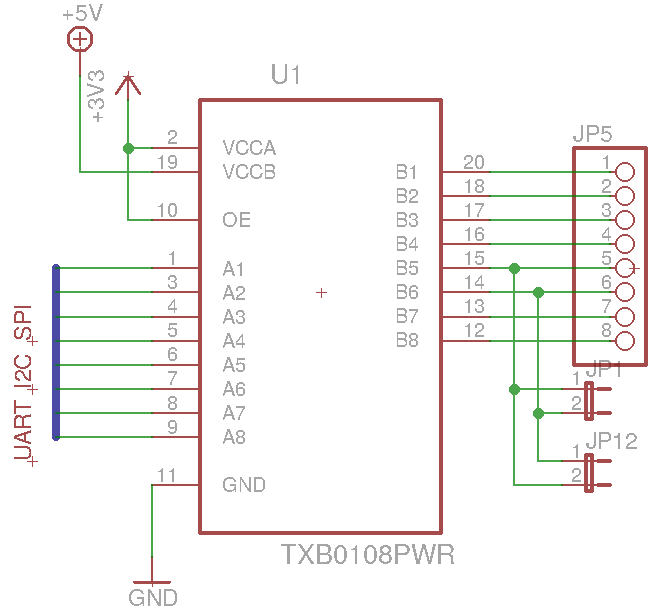 +5V
+3V3
U1
JP5
2 VCCA
19 VCCB
10 OE
1 A1
3 A2
4 A3
5 A4
6 A5
7 A6
8 A7
9 A8
11 GND
B1 20 1
B2 18 2
B3 17 3
B4 16 4
B5 15 5
B6 14 6
B7 13 7
B8 12 8
UART I2C SPI
JP1
1
2
JP12
1
2
TXB0108PWR
GND